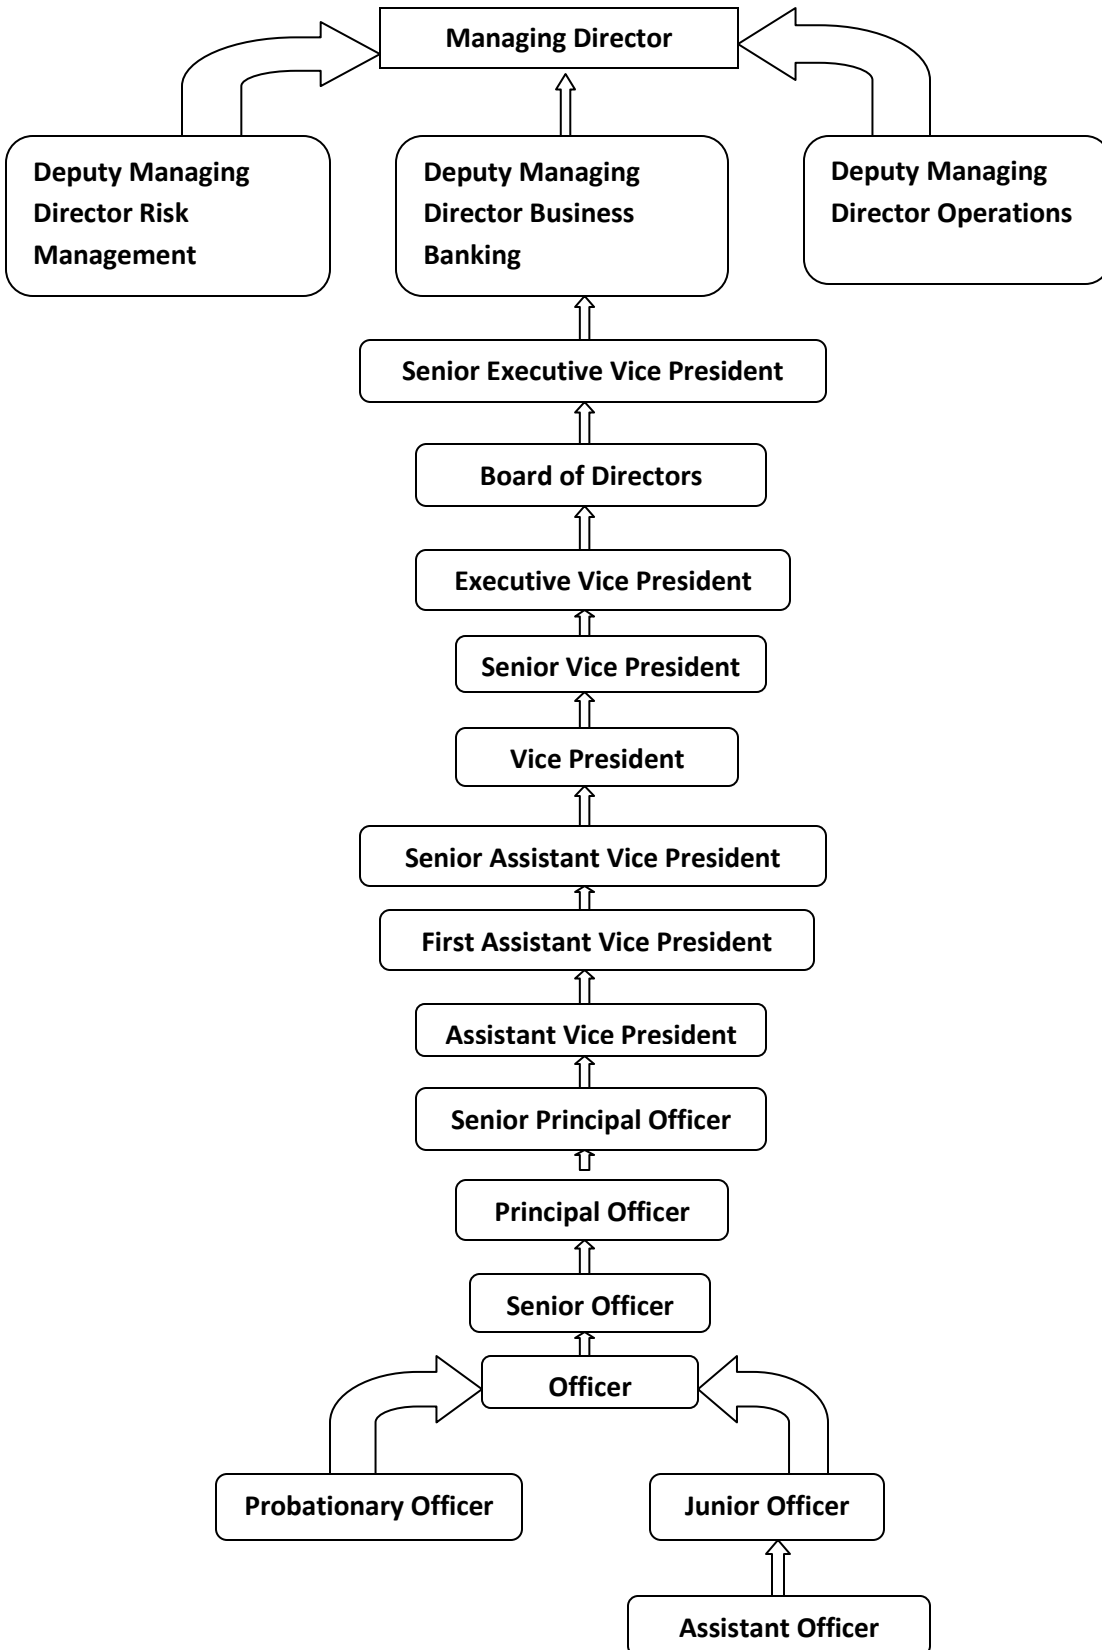 Managing Director
Deputy Managing
Director Risk
Management
Deputy Managing
Director Business
Banking
Deputy Managing
Director Operations
Senior Executive Vice President
Board of Directors
Executive Vice President
Senior Vice President
Vice President
Senior Assistant Vice President
First Assistant Vice President
Assistant Vice President
Senior Principal Officer
Principal Officer
Senior Officer
Officer
Probationary Officer
Junior Officer
Assistant Officer